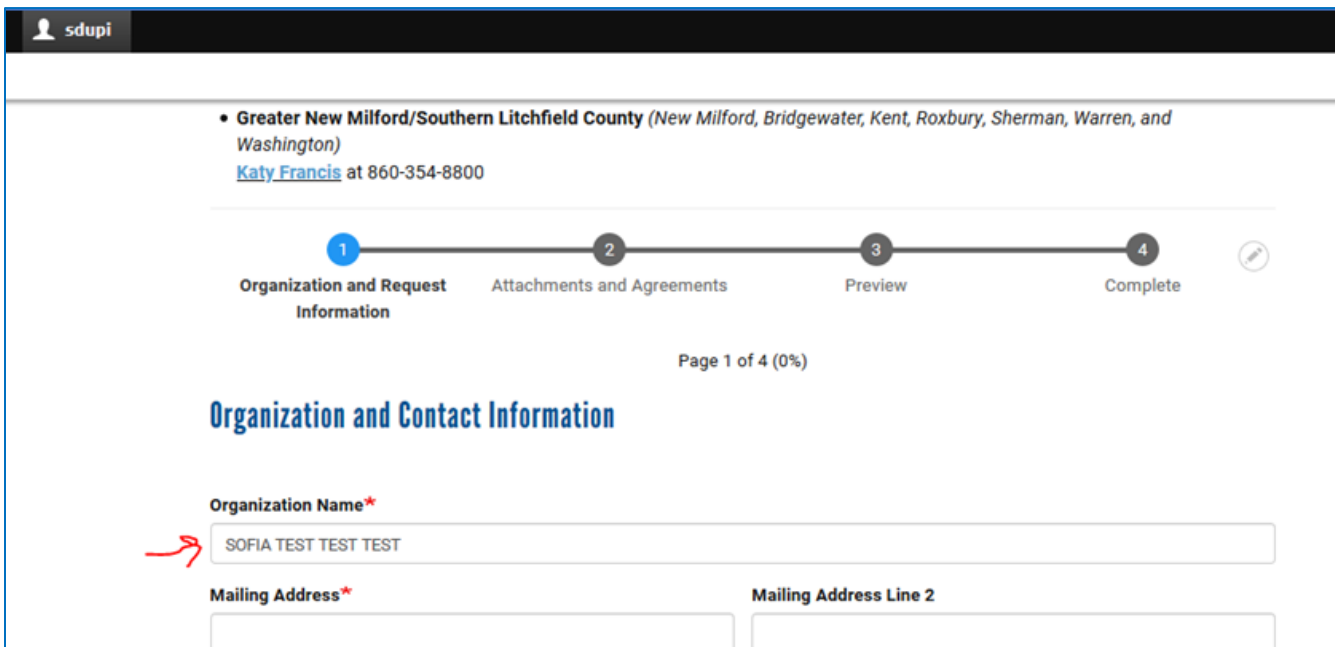 sdupi
• Greater New Milford/Southern Litchfield County (New Milford, Bridgewater, Kent, Roxbury, Sherman, Warren, and
Washington)
Katy Francis at 860-354-8800
1 2 3 4
Organization and Request Attachments and Agreements Preview Complete
Information
Page 1 of 4 (0%)
Organization and Contact Information
Organization Name*
SOFIA TEST TEST TEST
Mailing Address* Mailing Address Line 2